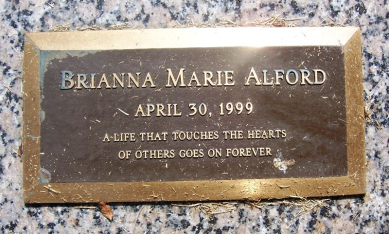 BRIANNA MARIE ALFORD
APRIL 30, 1999
A LIFE THAT TOUCHES THE HEARTS
OF OTHERS GOES ON FOREVER